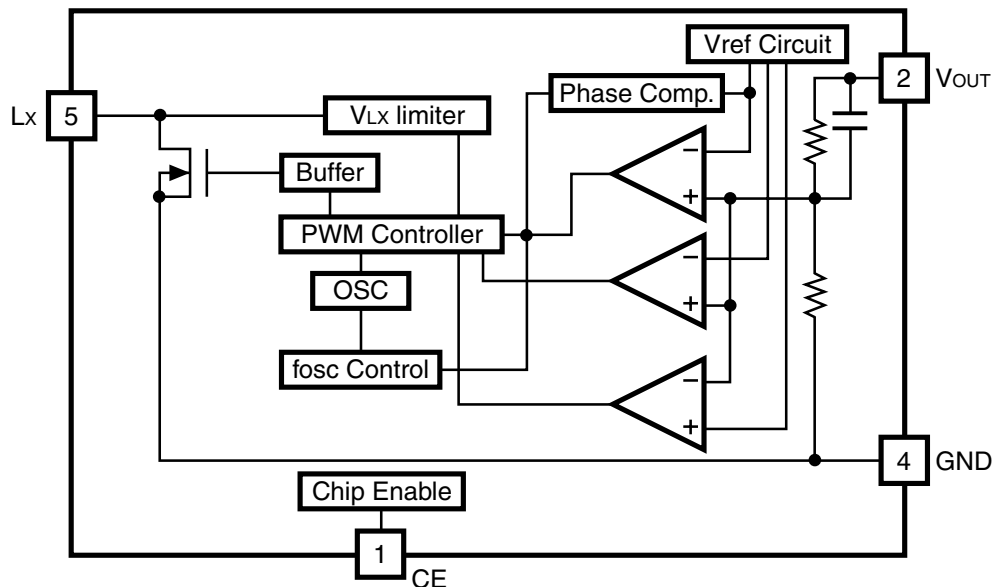 Vref Circuit
2 VOUT
Phase Comp.
Lx 5
VLX limiter
−
Buffer
+
PWM Controller
−
OSC
+
fosc Control
−
+
4 GND
Chip Enable
1
CE